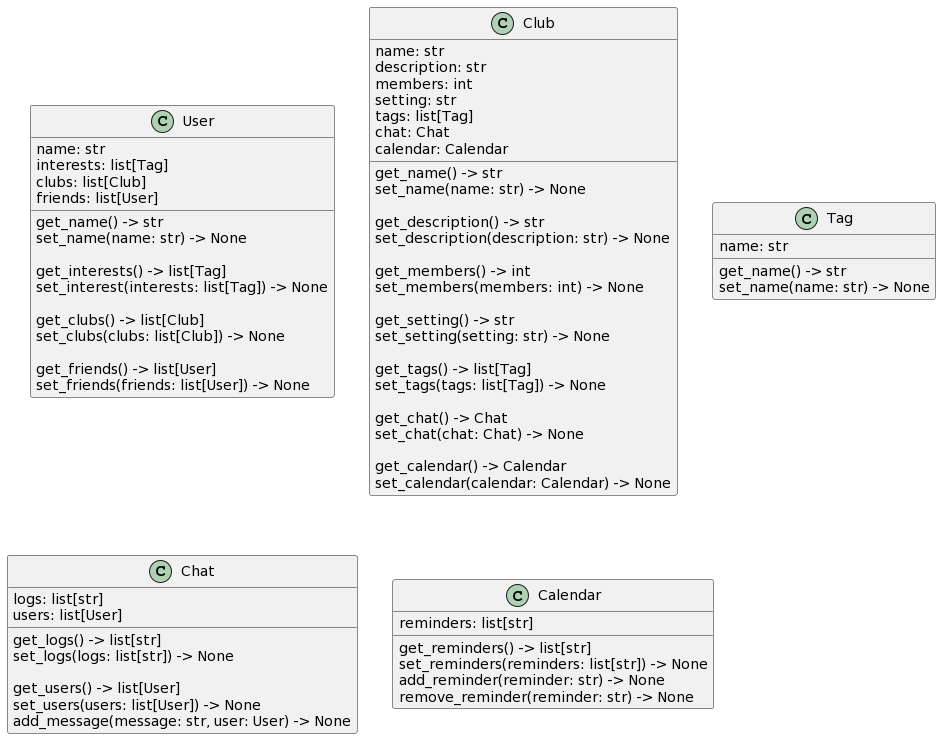 C User
name: str
interests: list[Tag]
clubs: list[Club]
friends: list[User]
get_name() -> str
set_name(name: str) -> None
get_interests() -> list[Tag]
set_interest(interests: list[Tag]) -> None
get_clubs() -> list[Club]
set_clubs(clubs: list[Club]) -> None
get_friends() -> list[User]
set_friends(friends: list[User]) -> None
C Club
name: str
description: str
members: int
setting: str
tags: list[Tag]
chat: Chat
calendar: Calendar
get_name() -> str
set_name(name: str) -> None
get_description() -> str
set_description(description: str) -> None
get_members() -> int
set_members(members: int) -> None
get_setting() -> str
set_setting(setting: str) -> None
get_tags() -> list[Tag]
set_tags(tags: list[Tag]) -> None
get_chat() -> Chat
set_chat(chat: Chat) -> None
get_calendar() -> Calendar
set_calendar(calendar: Calendar) -> None
C Tag
name: str
get_name() -> str
set_name(name: str) -> None
C Chat
logs: list[str]
users: list[User]
get_logs() -> list[str]
set_logs(logs: list[str]) -> None
get_users() -> list[User]
set_users(users: list[User]) -> None
add_message(message: str, user: User) -> None
C Calendar
reminders: list[str]
get_reminders() -> list[str]
set_reminders(reminders: list[str]) -> None
add_reminder(reminder: str) -> None
remove_reminder(reminder: str) -> None